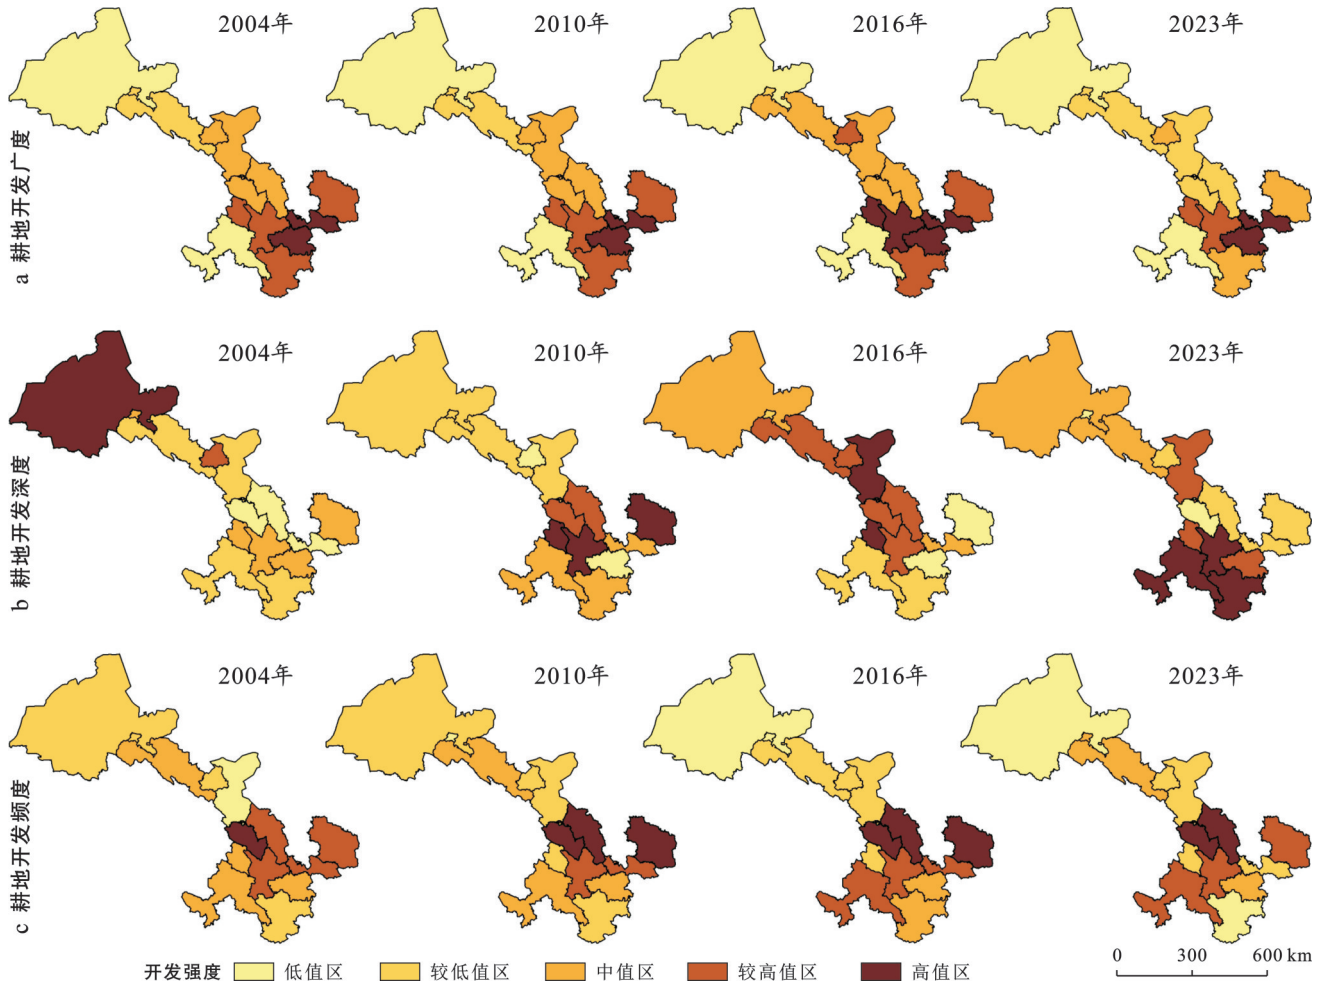 2004年 2010年 2016年 2023年
a 耕地开发广度
2004年 2010年 2016年 2023年
b 耕地开发深度
2004年 2010年 2016年 2023年
c 耕地开发频度
开发强度 低值区 较低值区 中值区 较高值区 高值区
0 300 600 km